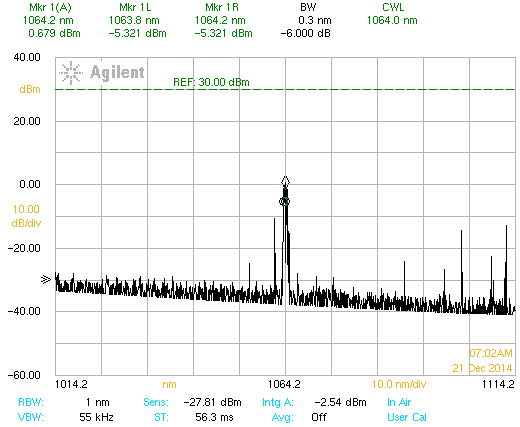 Mkr 1(A) Mkr 1L Mkr 1R BW CWL
1064.2 nm 1063.8 nm 1064.2 nm 0.3 nm 1064.0 nm
0.679 dBm -5.321 dBm -5.321 dBm -6.000 dB
40.00
Agilent
dBm REF: 30.00 dBm
0.00
10.00
dB/div
-20.00
-40.00
07:02AM
21 Dec 2014
-60.00
1014.2 nm 1064.2 10.0 nm/div 1114.2
RBW: 1 nm Sens: -27.81 dBm Intg A: -2.54 dBm In Air
VBW: 55 kHz ST: 56.3 ms Avg: Off User Cal